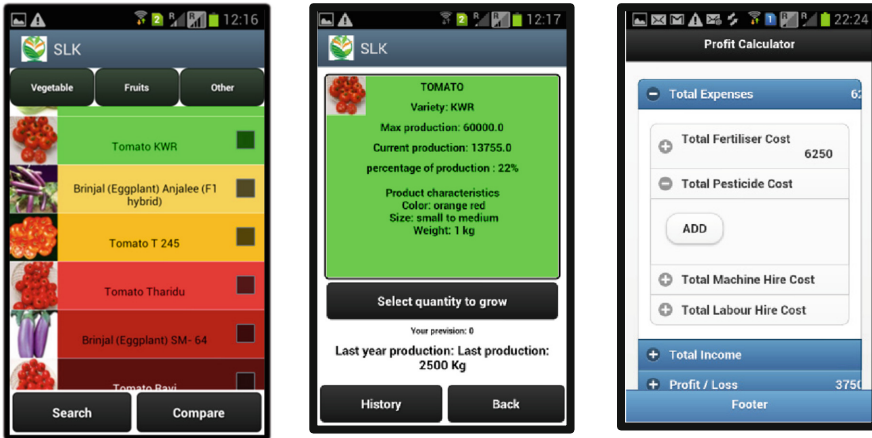 12:16
SLK
Vegetable
Fruits
Other
Tomato KWR
Brinjal (Eggplant) Anjalee (F1
hybrid)
Tomato T 245
Tomato Tharidu
Brinjal (Eggplant) SM- 64
Tomato Ravi
Search
Compare
12:17
SLK
TOMATO
Variety: KWR
Max production: 60000.0
Current production: 13755.0
percentage of production : 22%
Product characteristics
Color: orange red
Size: small to medium
Weight: 1 kg
Select quantity to grow
Your prevision: 0
Last year production: Last production:
2500 Kg
History
Back
22:24
Profit Calculator
Total Expenses
Total Fertiliser Cost
6250
Total Pesticide Cost
ADD
Total Machine Hire Cost
Total Labour Hire Cost
Total Income
Profit / Loss 3750
Footer